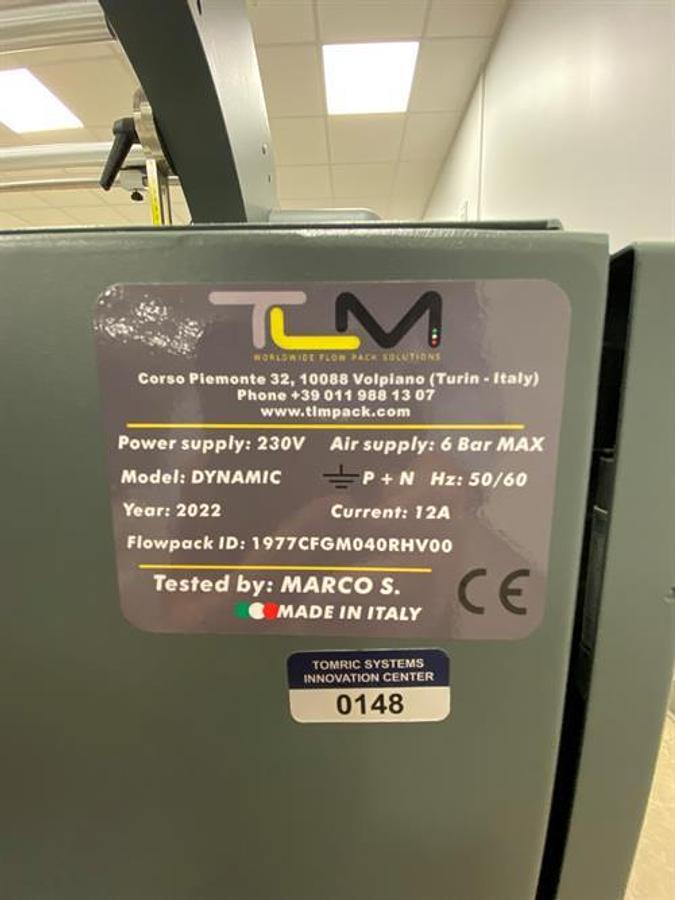 TLM
WORLDWIDE FLOW PACK SOLUTIONS
Corso Piemonte 32, 10088 Volpiano (Turin - Italy)
Phone +39 011 988 13 07
www.tlmpack.com
Power supply: 230V Air supply: 6 Bar MAX
Model: DYNAMIC P + N Hz: 50/60
Year: 2022 Current: 12A
Flowpack ID: 1977CFGM040RHV00
Tested by: MARCO S. CE
MADE IN ITALY
TOMRIC SYSTEMS
INNOVATION CENTER
0148